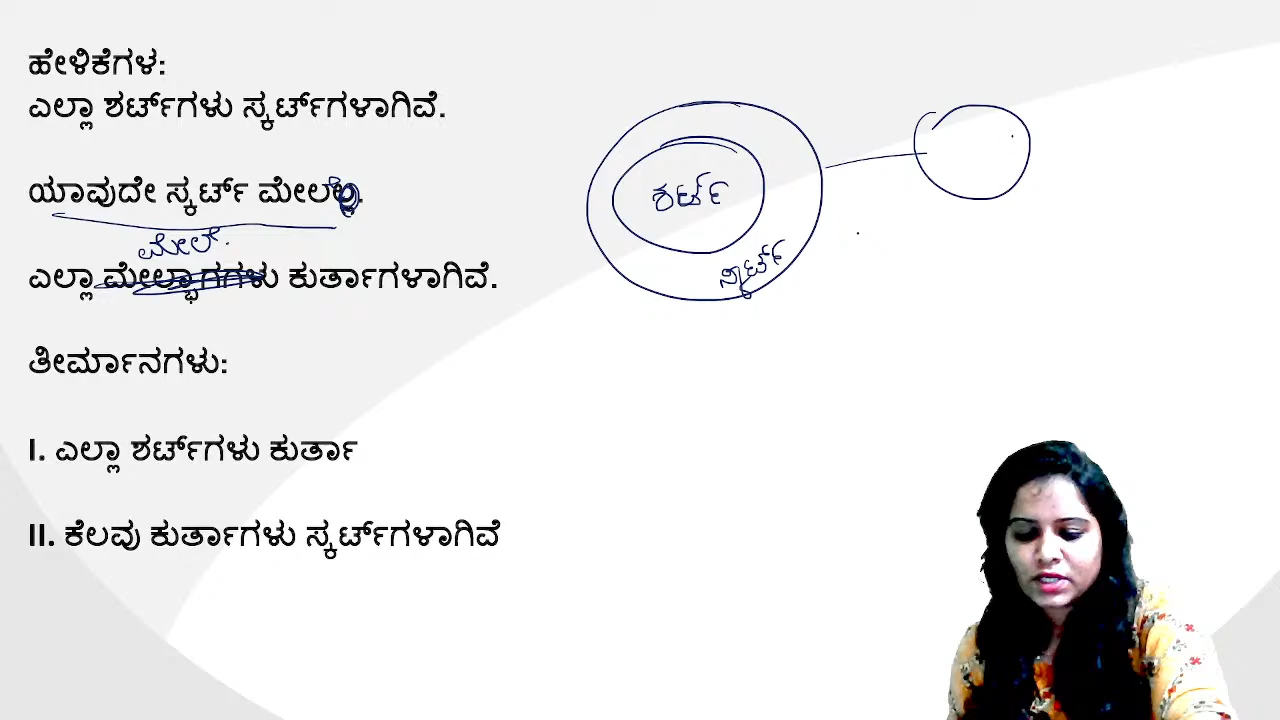 ಹೇಳಿಕೆಗಳ:
ಎಲ್ಲಾ ಶರ್ಟ್‌ಗಳು ಸ್ಕರ್ಟ್‌ಗಳಾಗಿವೆ.
ಯಾವುದೇ ಸ್ಕರ್ಟ್ ಮೇಲಲ್ಲ.
ಮೇಲ್.
ಎಲ್ಲಾ ಮೇಲ್ಭಾಗಗಳು ಕುರ್ತಾಗಳಾಗಿವೆ.
ತೀರ್ಮಾನಗಳು:
I. ಎಲ್ಲಾ ಶರ್ಟ್‌ಗಳು ಕುರ್ತಾ
II. ಕೆಲವು ಕುರ್ತಾಗಳು ಸ್ಕರ್ಟ್‌ಗಳಾಗಿವೆ
ಶರ್ಟ್
ಸ್ಕರ್ಟ್